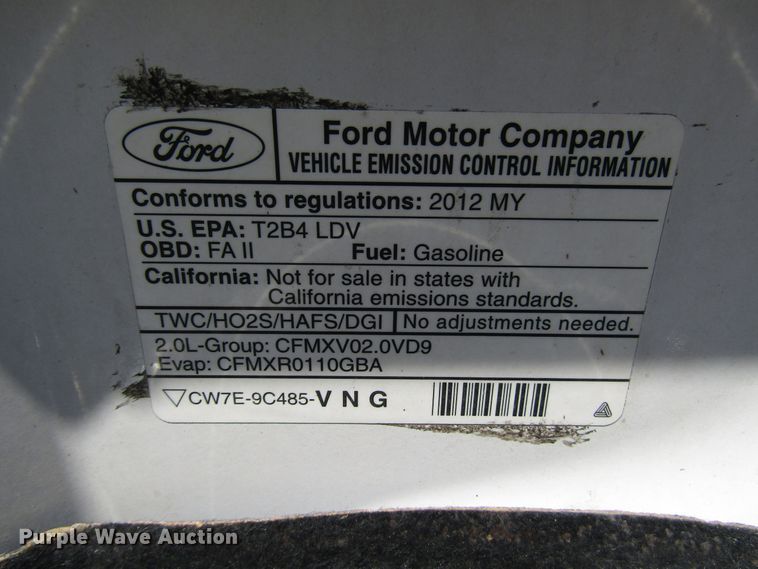 Ford
Ford Motor Company
VEHICLE EMISSION CONTROL INFORMATION
Conforms to regulations: 2012 MY
U.S. EPA: T2B4 LDV
OBD: FA II Fuel: Gasoline
California: Not for sale in states with
California emissions standards.
TWC/HO2S/HAFS/DGI No adjustments needed.
2.0L-Group: CFMXV02.0VD9
Evap: CFMXR0110GBA
CW7E-9C485-V N G
Purple Wave Auction